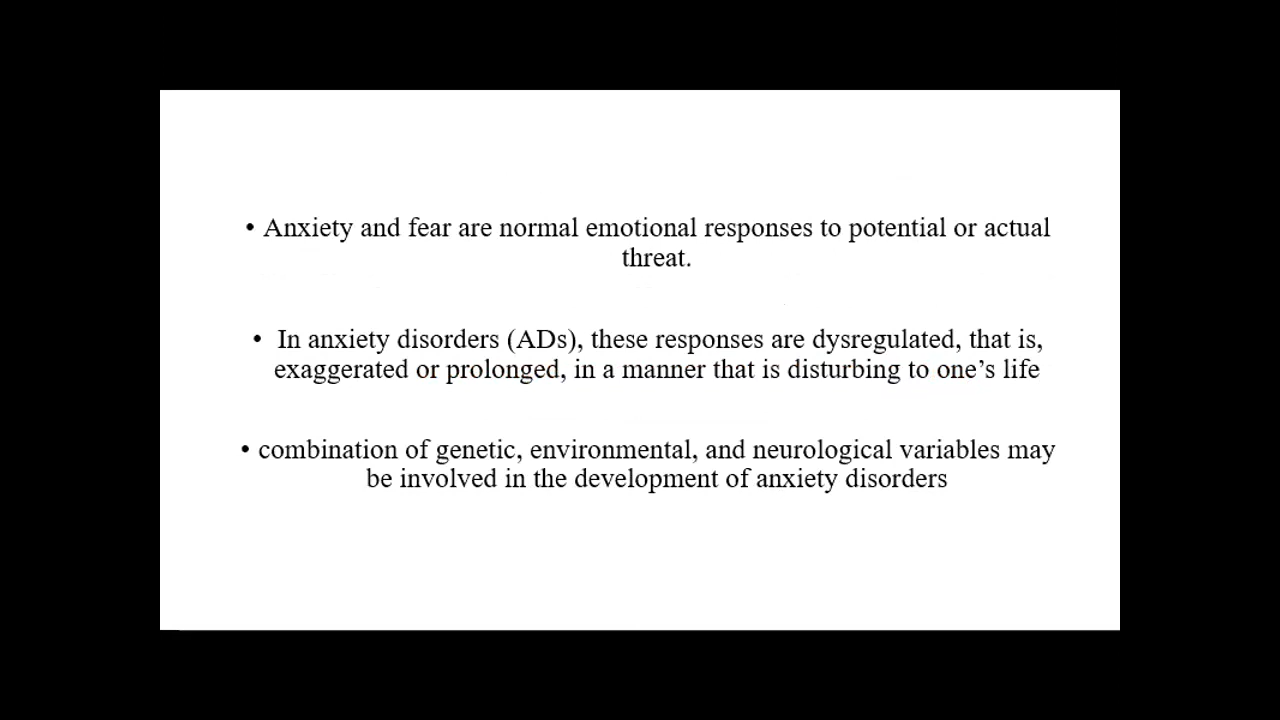 • Anxiety and fear are normal emotional responses to potential or actual
threat.
• In anxiety disorders (ADs), these responses are dysregulated, that is,
exaggerated or prolonged, in a manner that is disturbing to one’s life
• combination of genetic, environmental, and neurological variables may
be involved in the development of anxiety disorders